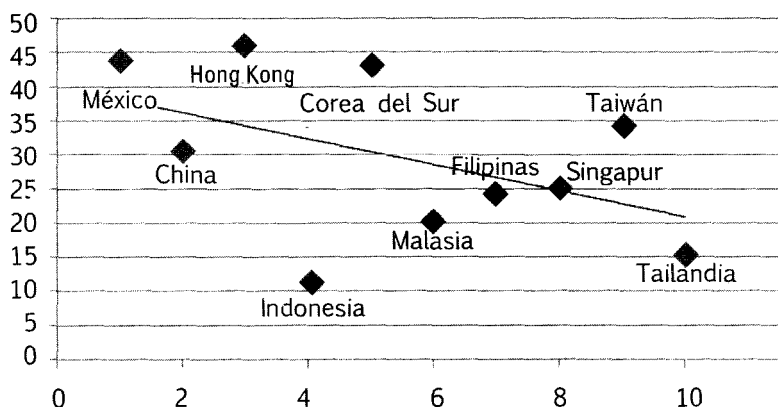 50
45
40
35
30
25
20
15
10
5
0
Hong Kong
México
Corea del Sur
Taiwán
China
Filipinas
Singapur
Malasia
Tailandia
Indonesia
0 2 4 6 8 10